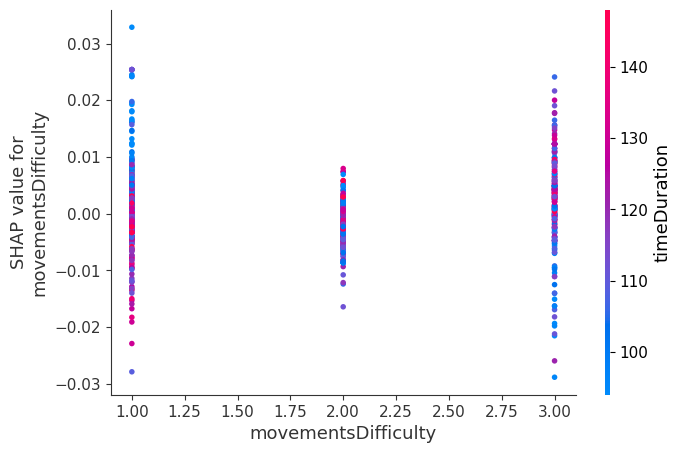 0.03
0.02
0.01
0.00
−0.01
−0.02
−0.03
SHAP value for
movementsDifficulty
1.00 1.25 1.50 1.75 2.00 2.25 2.50 2.75 3.00
movementsDifficulty
140
130
120
110
100
timeDuration